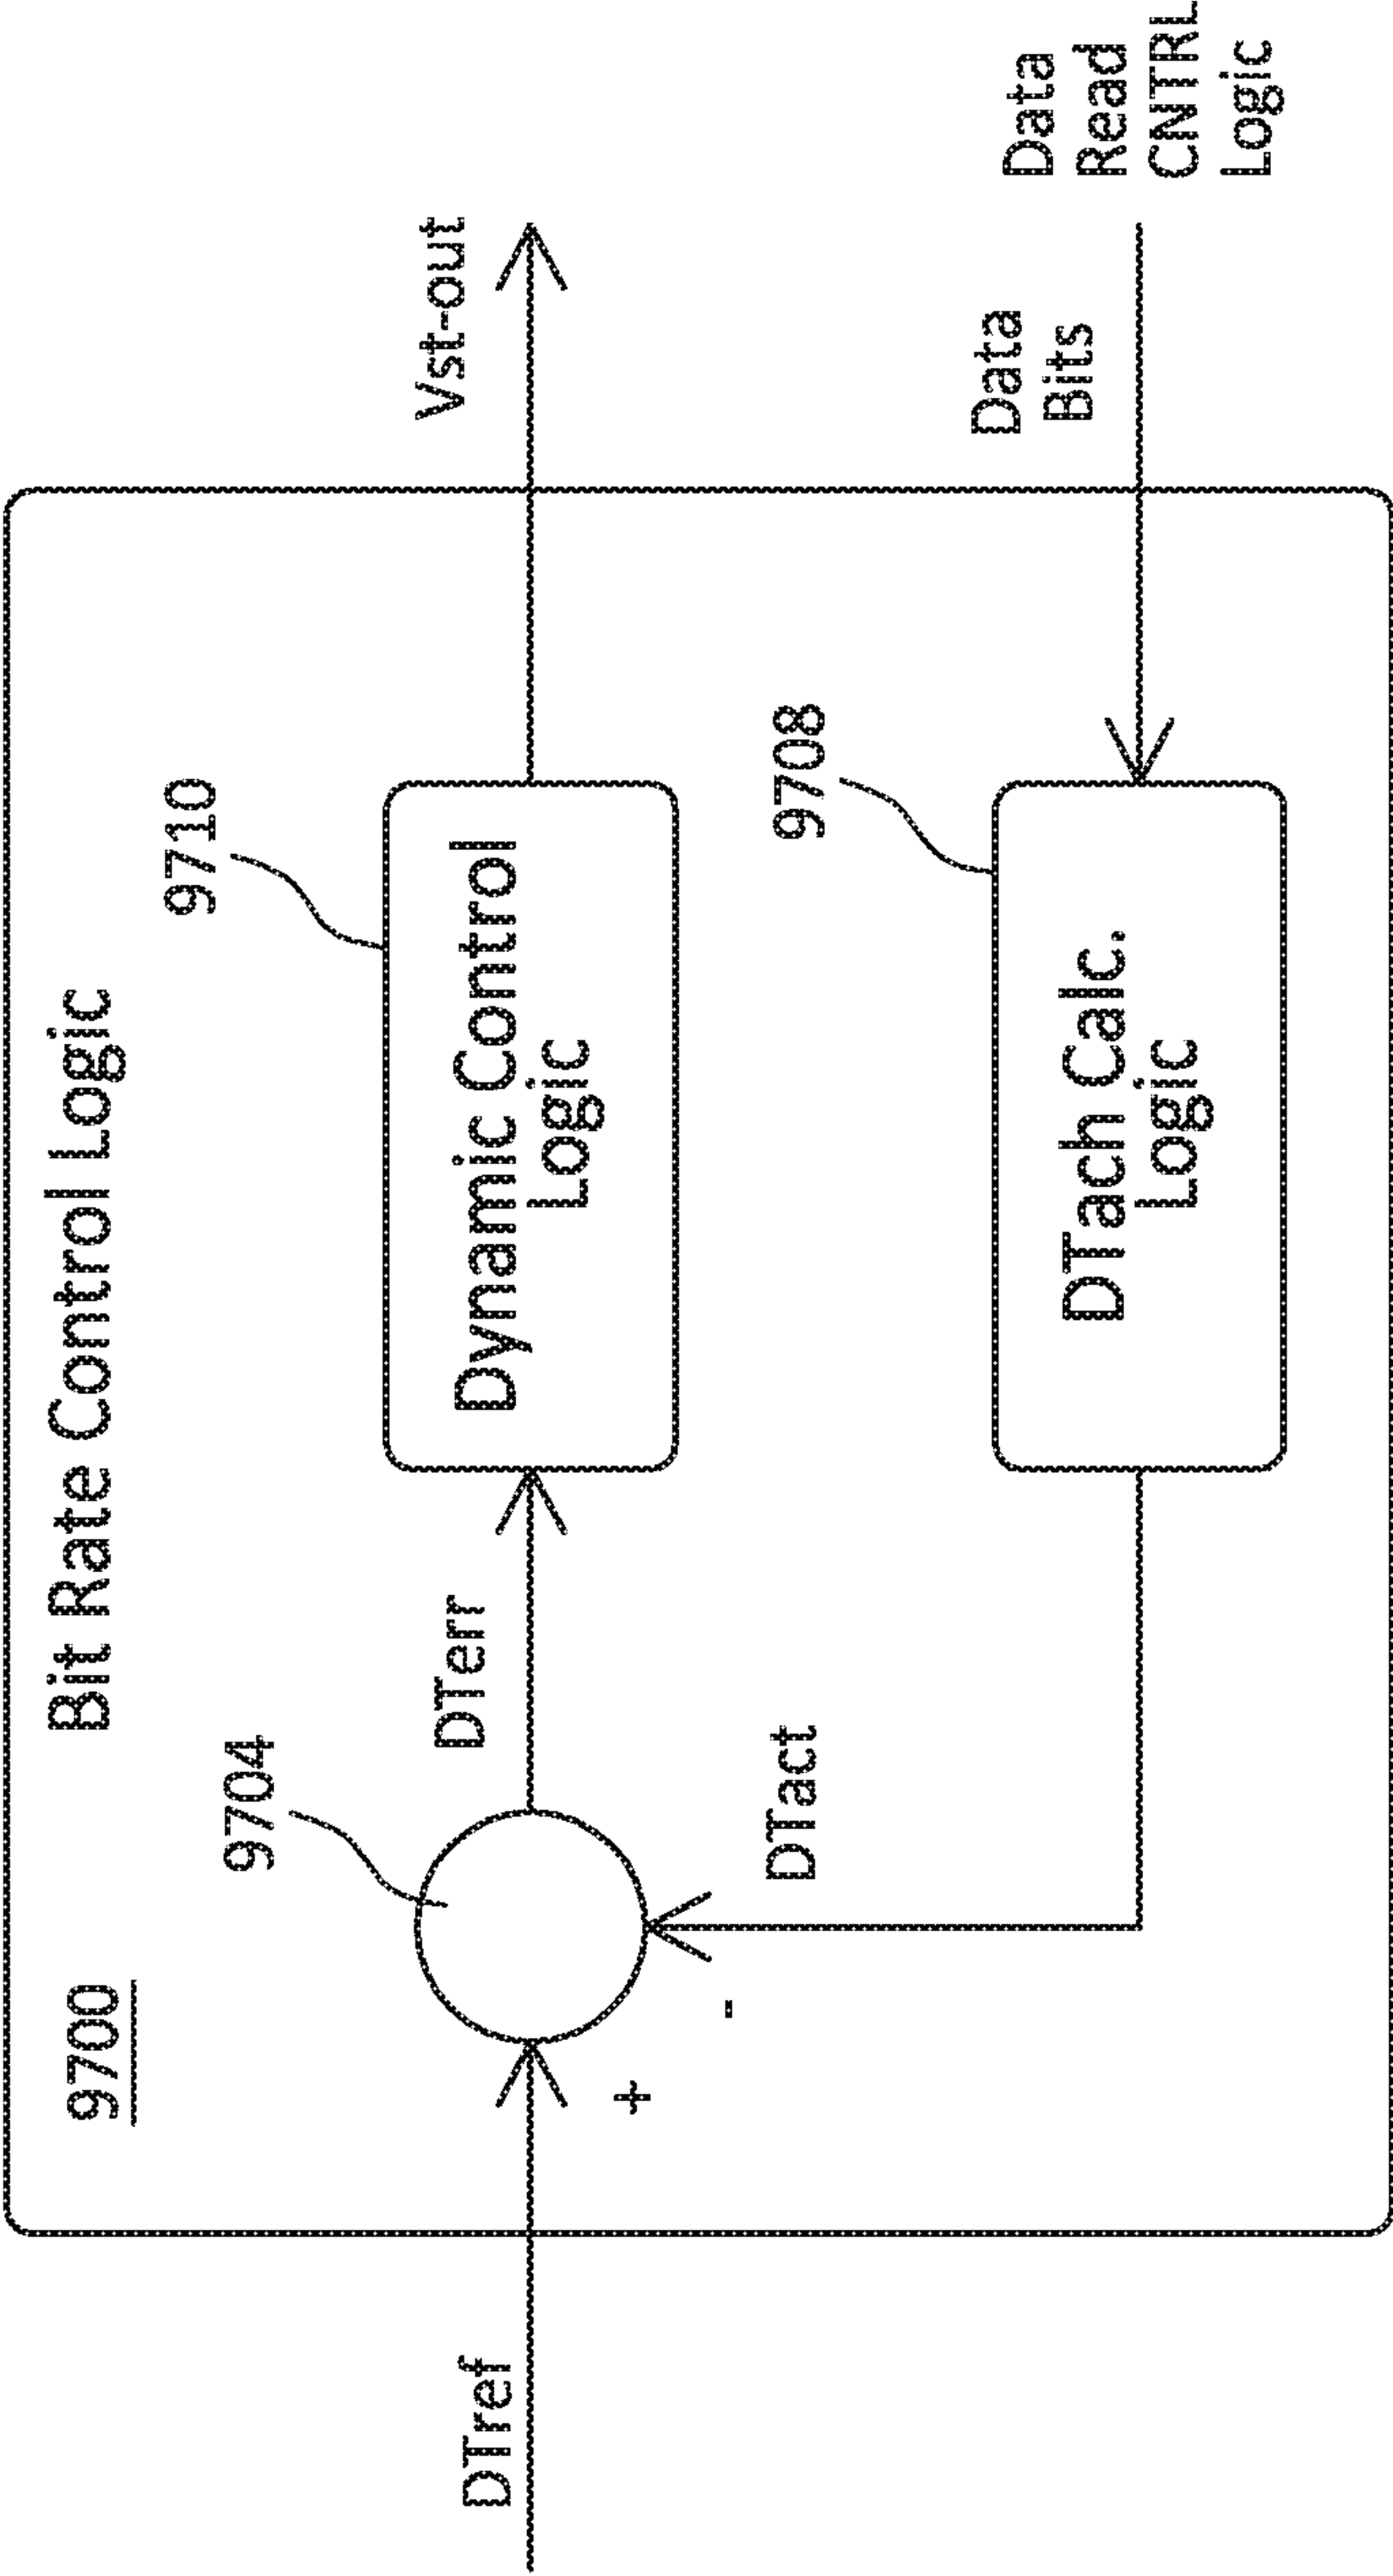 9700
Bit Rate Control Logic
9704
9710
DTref
+
-
DTerr
Dynamic Control
Logic
Vst-out
DTact
9708
DTach Calc.
Logic
Data
Bits
Data
Read
CNTRL
Logic